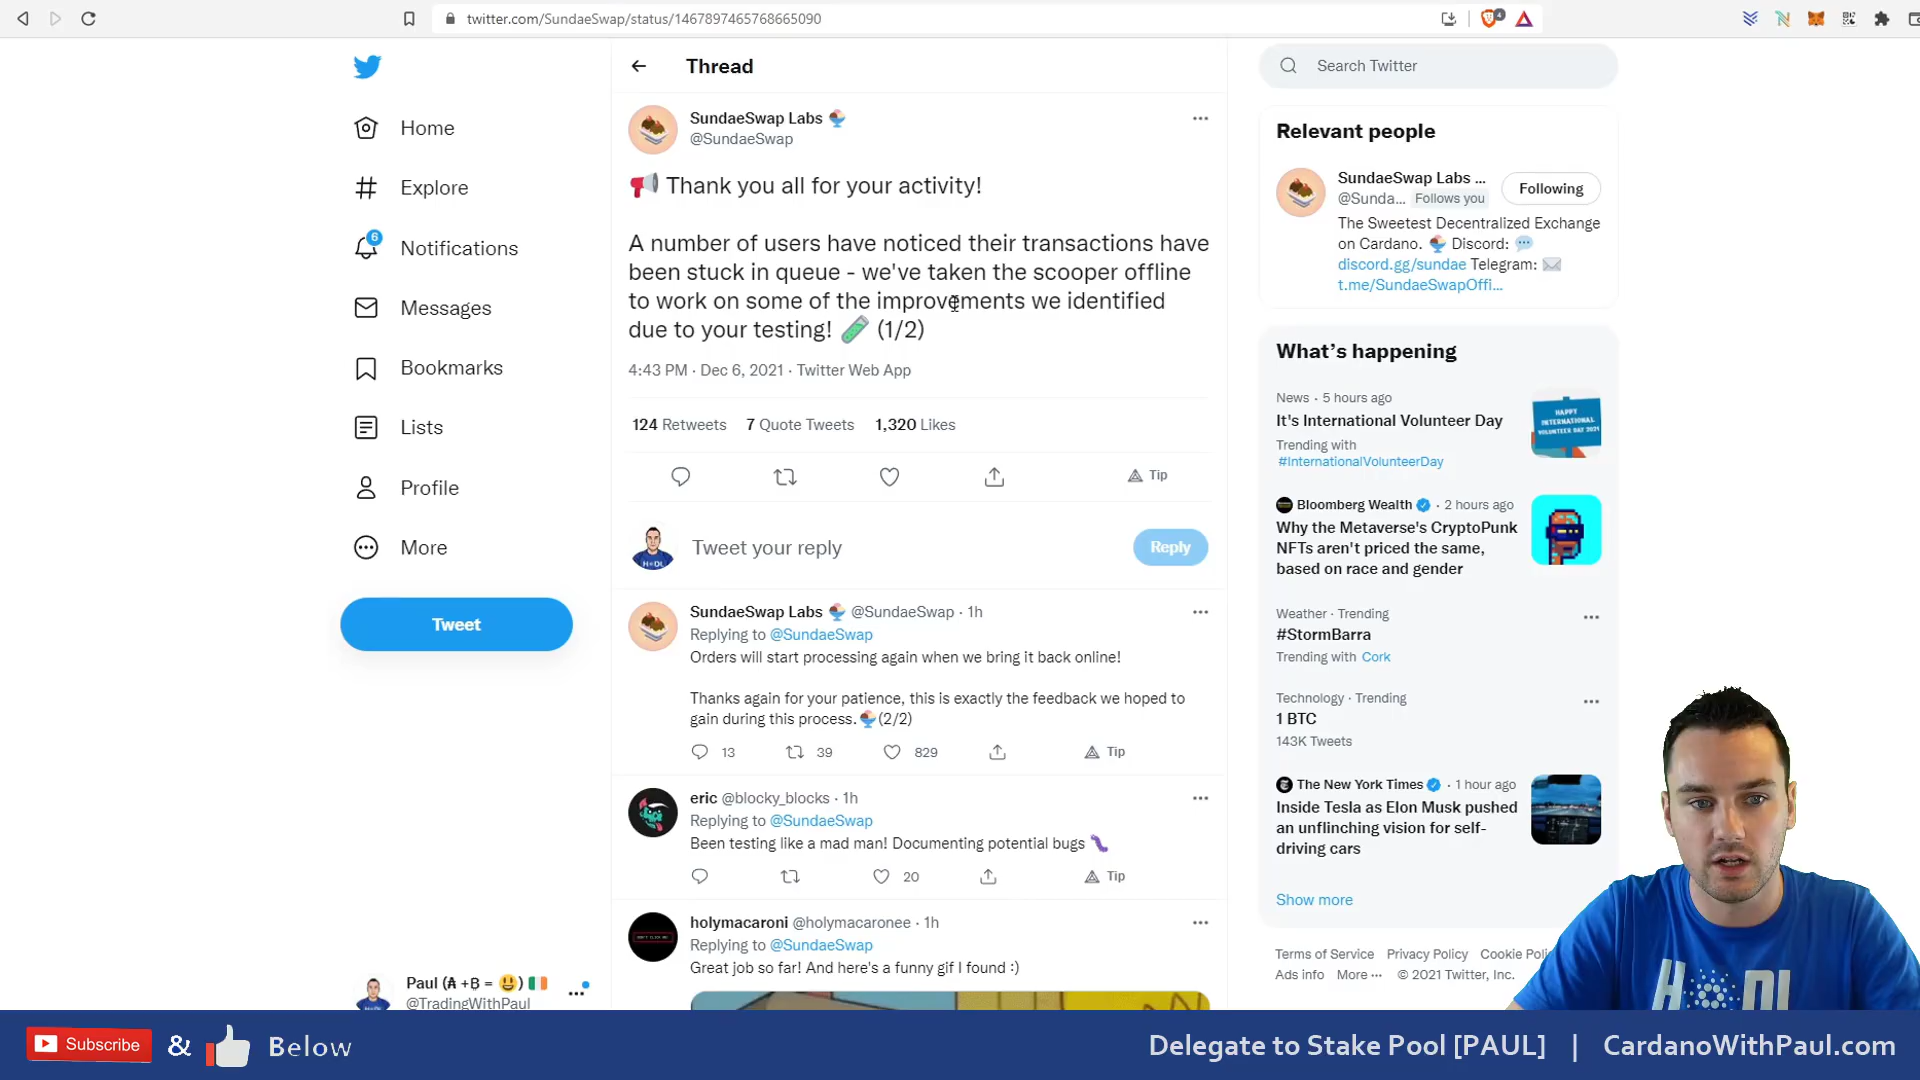 twitter.com/SundaeSwap/status/1467897465768665090
4
Thread
Search Twitter
Home
Explore
6
Notifications
Messages
Bookmarks
Lists
Profile
More
Tweet
Paul (₳ +₿ = 😃) 🇮🇪
@TradingWithPaul
SundaeSwap Labs 🍨
@SundaeSwap
📢 Thank you all for your activity!
A number of users have noticed their transactions have
been stuck in queue - we've taken the scooper offline
to work on some of the improvements we identified
due to your testing! 🧪 (1/2)
4:43 PM · Dec 6, 2021 · Twitter Web App
124 Retweets 7 Quote Tweets 1,320 Likes
Tip
Tweet your reply
Reply
SundaeSwap Labs 🍨 @SundaeSwap · 1h
Replying to @SundaeSwap
Orders will start processing again when we bring it back online!
Thanks again for your patience, this is exactly the feedback we hoped to
gain during this process.🍨(2/2)
13 39 829 Tip
eric @blocky_blocks · 1h
Replying to @SundaeSwap
Been testing like a mad man! Documenting potential bugs 🐛
20 Tip
holymacaroni @holymacaronee · 1h
Replying to @SundaeSwap
Great job so far! And here's a funny gif I found :)
Relevant people
SundaeSwap Labs ...
Following
@Sunda... Follows you
The Sweetest Decentralized Exchange
on Cardano. 🍨 Discord: 💬
discord.gg/sundae Telegram: ✉️
t.me/SundaeSwapOffi...
What's happening
News · 5 hours ago
It's International Volunteer Day
Trending with
#InternationalVolunteerDay
HAPPY
INTERNATIONAL
VOLUNTEER DAY 2021
Bloomberg Wealth · 2 hours ago
Why the Metaverse's CryptoPunk
NFTs aren't priced the same,
based on race and gender
Weather · Trending
#StormBarra
Trending with Cork
Technology · Trending
1 BTC
143K Tweets
The New York Times · 1 hour ago
Inside Tesla as Elon Musk pushed
an unflinching vision for self-
driving cars
Show more
Terms of Service Privacy Policy Cookie Poli
Ads info More ··· © 2021 Twitter, Inc.
Subscribe & Below
Delegate to Stake Pool [PAUL] | CardanoWithPaul.com